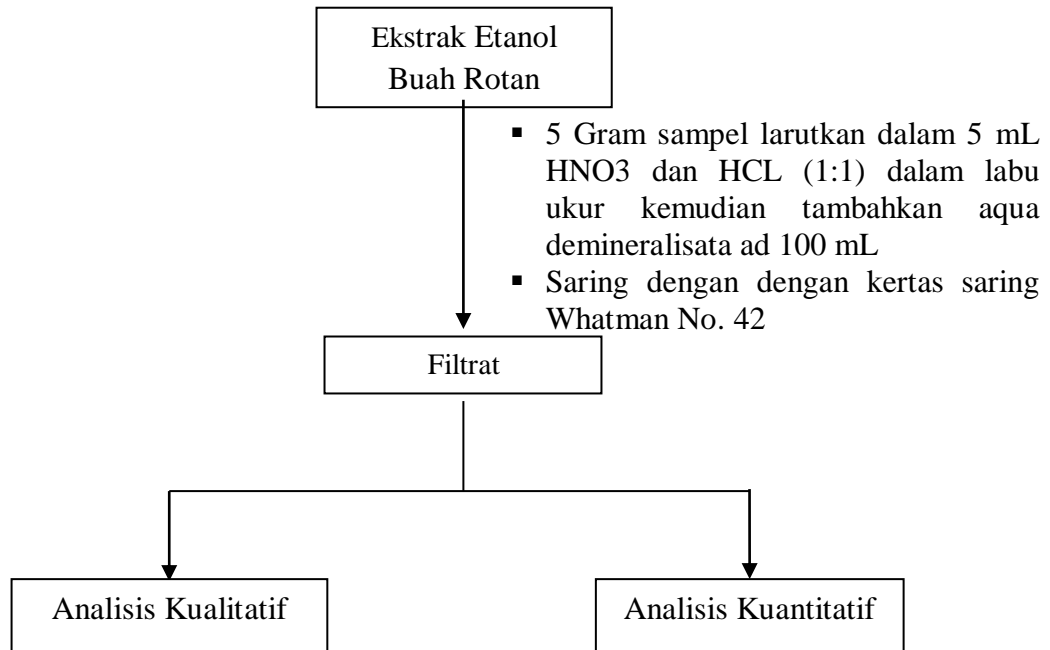 Ekstrak Etanol
Buah Rotan
▪ 5 Gram sampel larutkan dalam 5 mL
HNO3 dan HCL (1:1) dalam labu
ukur kemudian tambahkan aqua
demineralisata ad 100 mL
▪ Saring dengan dengan kertas saring
Whatman No. 42
Filtrat
Analisis Kualitatif
Analisis Kuantitatif